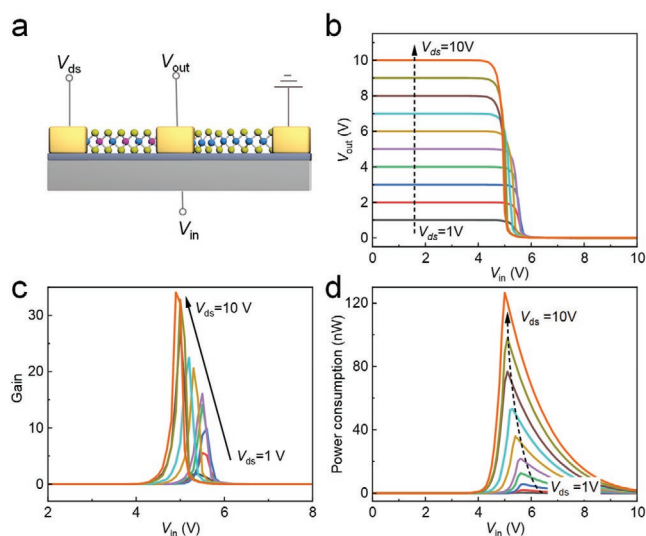 a
V_ds
V_out
V_in
b
V_out (V)
10
8
6
4
2
0
V_ds=10V
V_ds=1V
0 2 4 6 8 10
V_in (V)
c
Gain
30
20
10
0
V_ds=10 V
V_ds=1 V
2 4 6 8
V_in (V)
d
Power consumption (nW)
120
80
40
0
V_ds =10V
V_ds =1V
0 2 4 6 8 10
V_in (V)